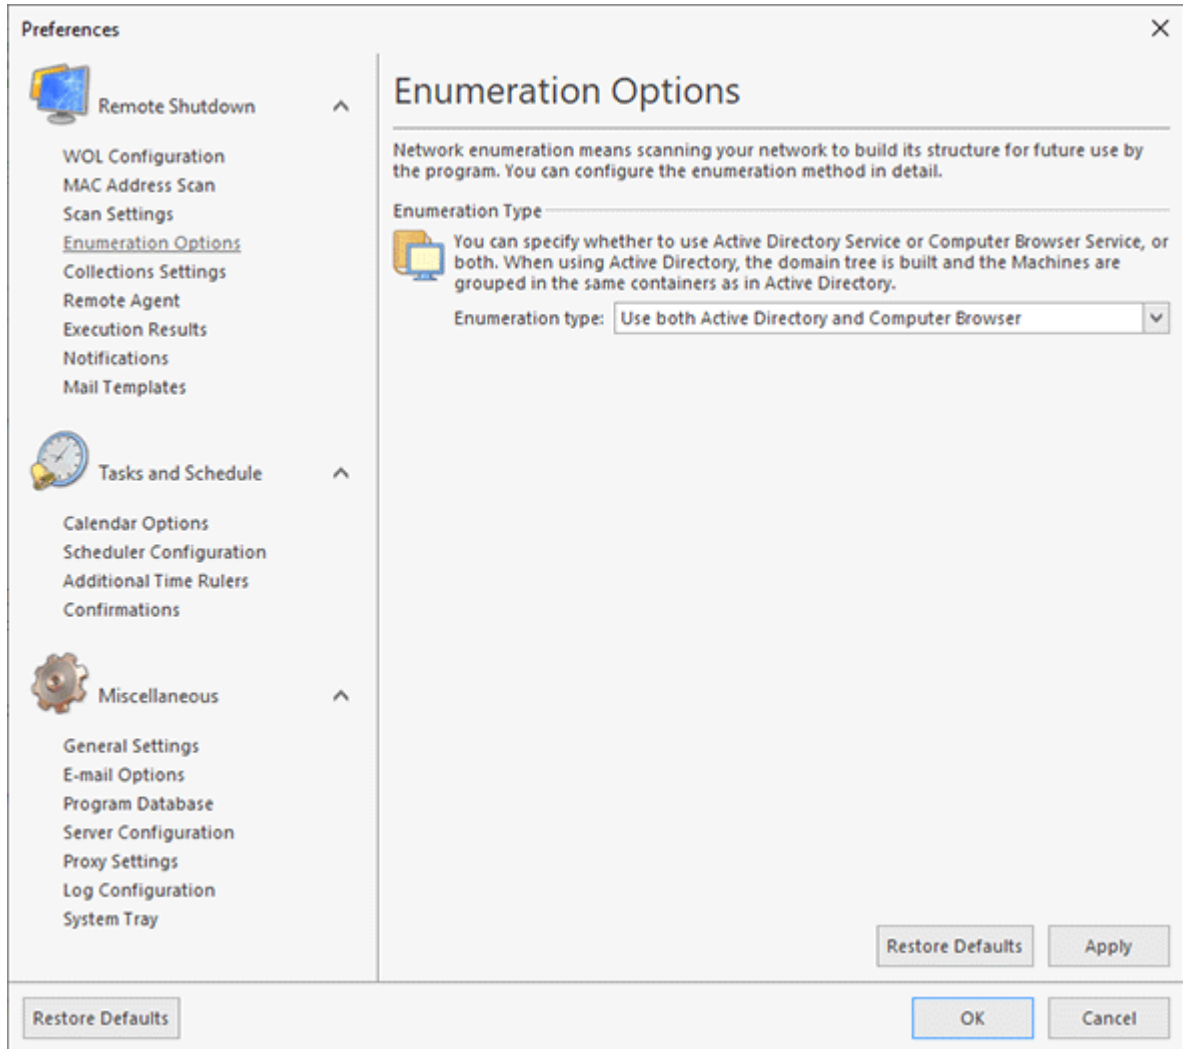 Preferences
Remote Shutdown
WOL Configuration
MAC Address Scan
Scan Settings
Enumeration Options
Collections Settings
Remote Agent
Execution Results
Notifications
Mail Templates
Tasks and Schedule
Calendar Options
Scheduler Configuration
Additional Time Rulers
Confirmations
Miscellaneous
General Settings
E-mail Options
Program Database
Server Configuration
Proxy Settings
Log Configuration
System Tray
Enumeration Options
Network enumeration means scanning your network to build its structure for future use by
the program. You can configure the enumeration method in detail.
Enumeration Type
You can specify whether to use Active Directory Service or Computer Browser Service, or
both. When using Active Directory, the domain tree is built and the Machines are
grouped in the same containers as in Active Directory.
Enumeration type: Use both Active Directory and Computer Browser
Restore Defaults Apply
Restore Defaults OK Cancel